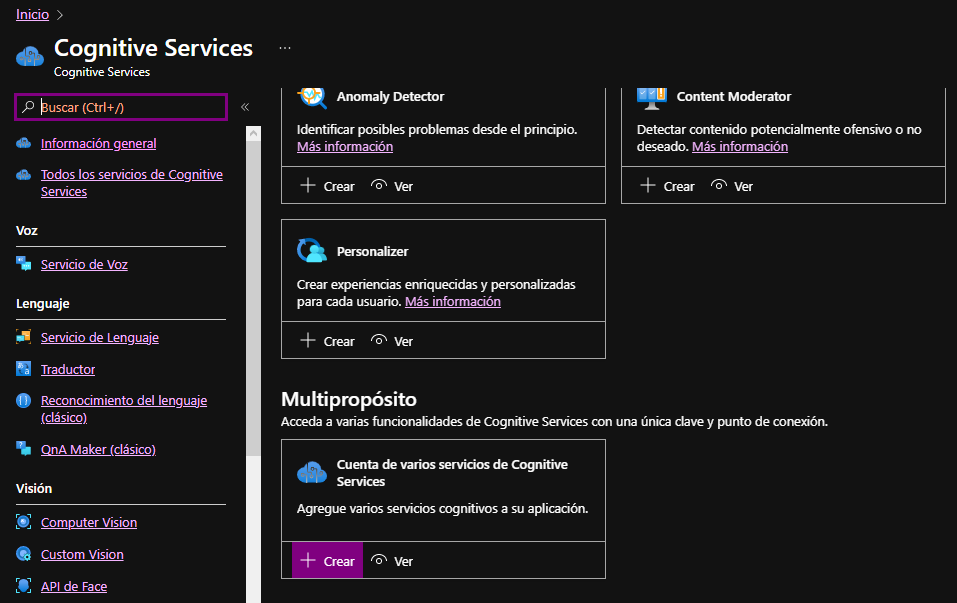 Inicio
Cognitive Services
Cognitive Services
Buscar (Ctrl+/)
Información general
Todos los servicios de Cognitive
Services
Voz
Servicio de Voz
Lenguaje
Servicio de Lenguaje
Traductor
Reconocimiento del lenguaje
(clásico)
QnA Maker (clásico)
Visión
Computer Vision
Custom Vision
API de Face
Anomaly Detector
Identificar posibles problemas desde el principio.
Más información
Crear Ver
Content Moderator
Detectar contenido potencialmente ofensivo o no
deseado. Más información
Crear Ver
Personalizer
Crear experiencias enriquecidas y personalizadas
para cada usuario. Más información
Crear Ver
Multipropósito
Acceda a varias funcionalidades de Cognitive Services con una única clave y punto de conexión.
Cuenta de varios servicios de Cognitive
Services
Agregue varios servicios cognitivos a su aplicación.
Crear Ver